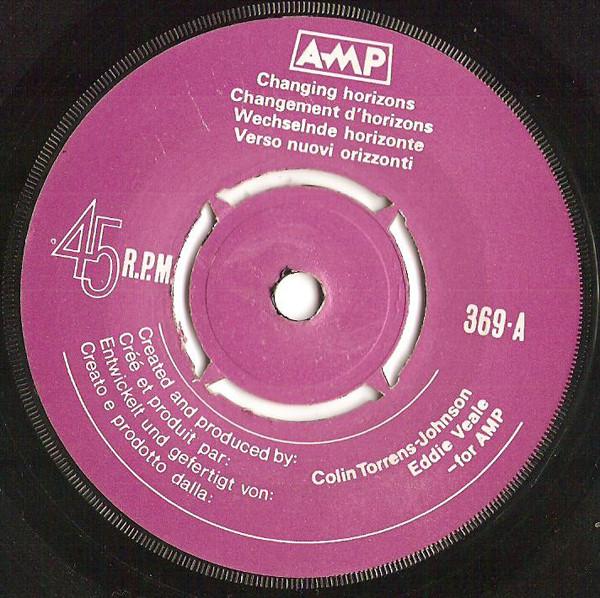 AMP
Changing horizons
Changement d'horizons
Wechselnde horizonte
Verso nuovi orizzonti
45 R.P.M.
369-A
Created and produced by:
Crée et produit par:
Entwickelt und gefertigt von:
Creato e prodotto dalla:
Colin Torrens-Johnson
Eddie Veale
-for AMP